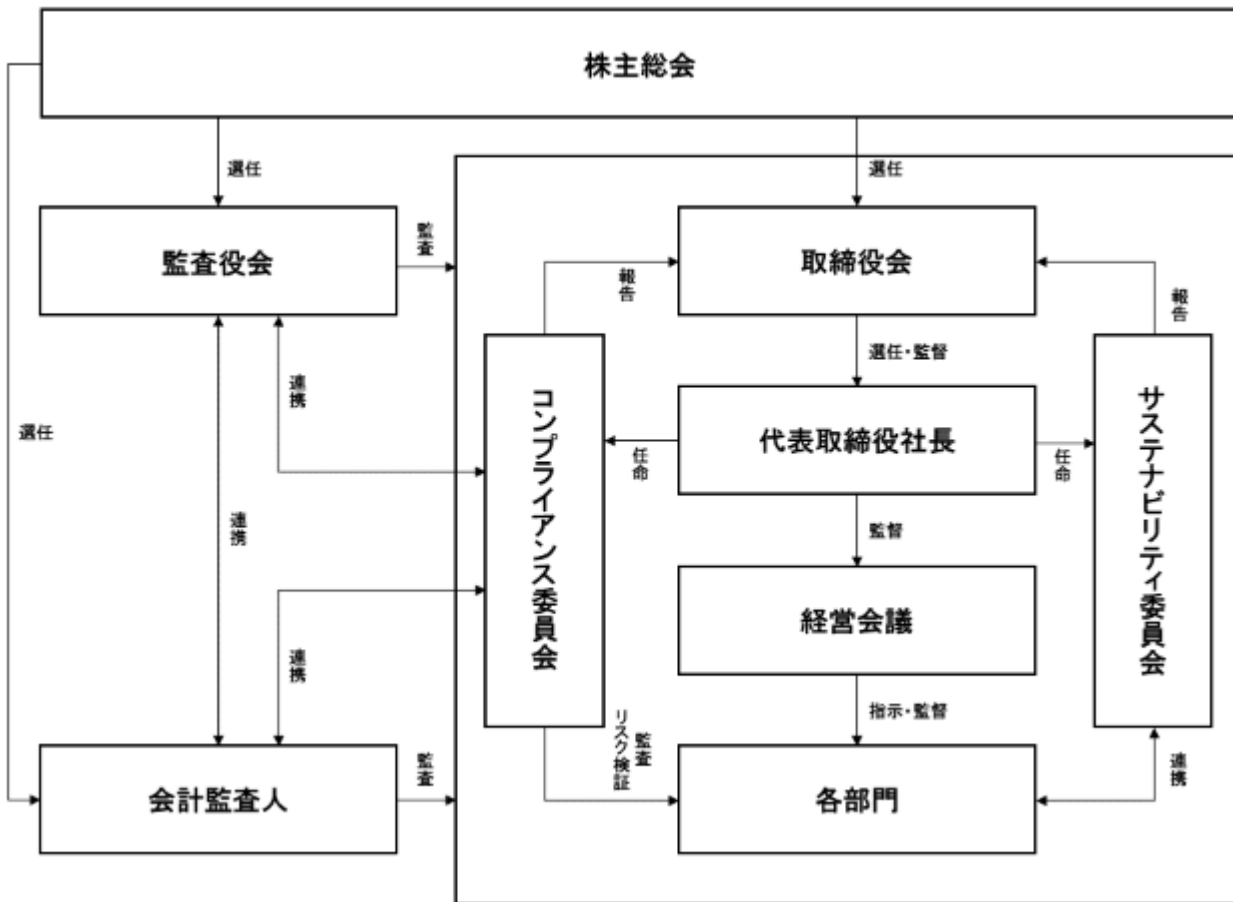 株主総会
選任
選任
選任
監査役会
監査
取締役会
報告
報告
選任・監督
連携
コンプライアンス委員会
代表取締役社長
サステナビリティ委員会
任命
任命
連携
監督
経営会議
連携
指示・監督
監査
リスク検証
会計監査人
監査
各部門
連携